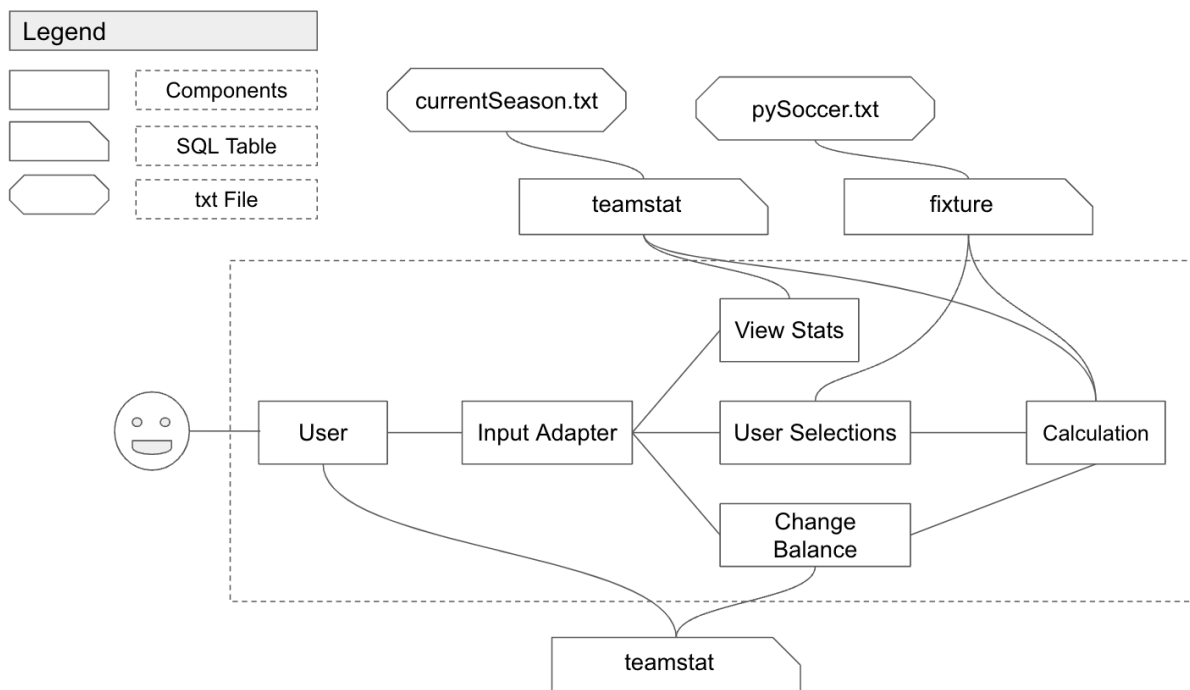 Legend
Components
SQL Table
txt File
currentSeason.txt
pySoccer.txt
teamstat
fixture
View Stats
User
Input Adapter
User Selections
Calculation
Change
Balance
teamstat